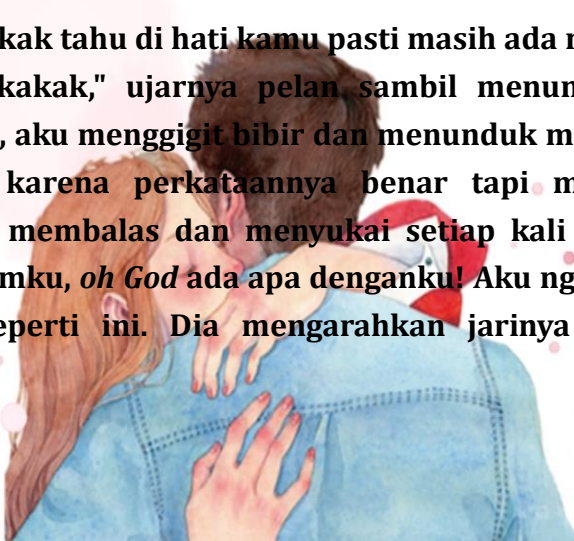 kak tahu di hati kamu pasti masih ada
kakak," ujarnya pelan sambil menun
, aku menggigit bibir dan menunduk m
karena perkataannya benar tapi m
membalas dan menyukai setiap kali
mku, oh God ada apa denganku! Aku ng
eperti ini. Dia mengarahkan jarinya